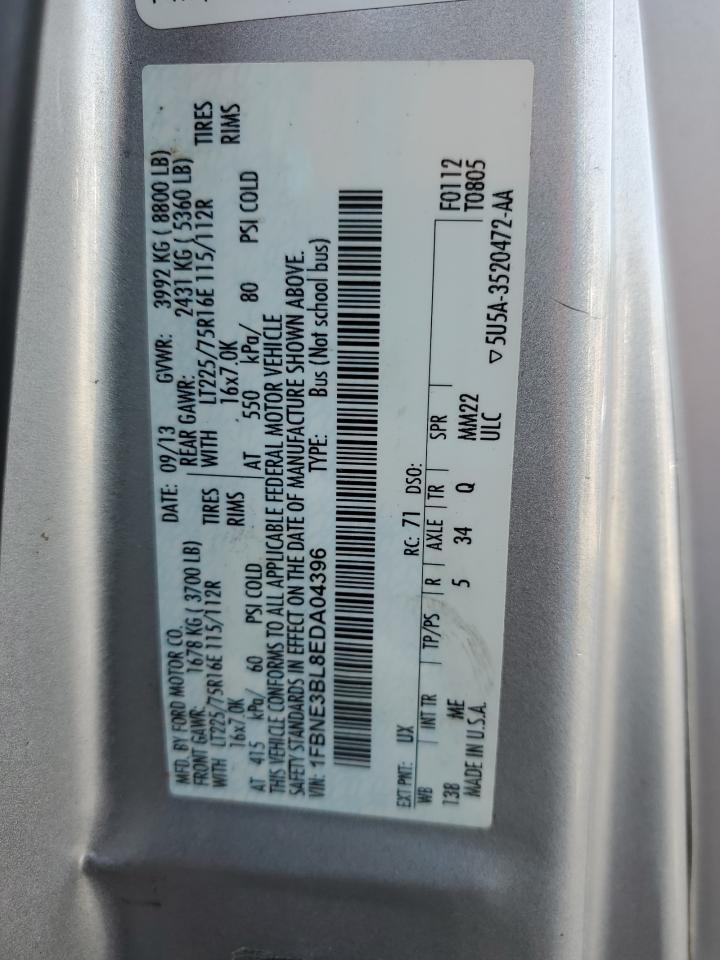 MFD. BY FORD MOTOR CO.
DATE: 09/13 GVWR: 3992 KG ( 8800 LB)
FRONT GAWR: 1678 KG ( 3700 LB) REAR GAWR: 2431 KG ( 5360 LB)
WITH LT225/75R16E 115/112R TIRES WITH LT225/75R16E 115/112R TIRES
16x7.0K RIMS 16x7.0K RIMS
AT 415 kPa/ 60 PSI COLD AT 550 kPa/ 80 PSI COLD
THIS VEHICLE CONFORMS TO ALL APPLICABLE FEDERAL MOTOR VEHICLE
SAFETY STANDARDS IN EFFECT ON THE DATE OF MANUFACTURE SHOWN ABOVE.
VIN: 1FBNE3BL8EDA04396 TYPE: Bus (Not school bus)
EXT PNT: UX RC: 71 DSO: F0112
WB INT TR TP/PS R AXLE TR SPR T0805
138 ME 5 34 Q MM22
MADE IN U.S.A. ULC ▽5U5A-3520472-AA